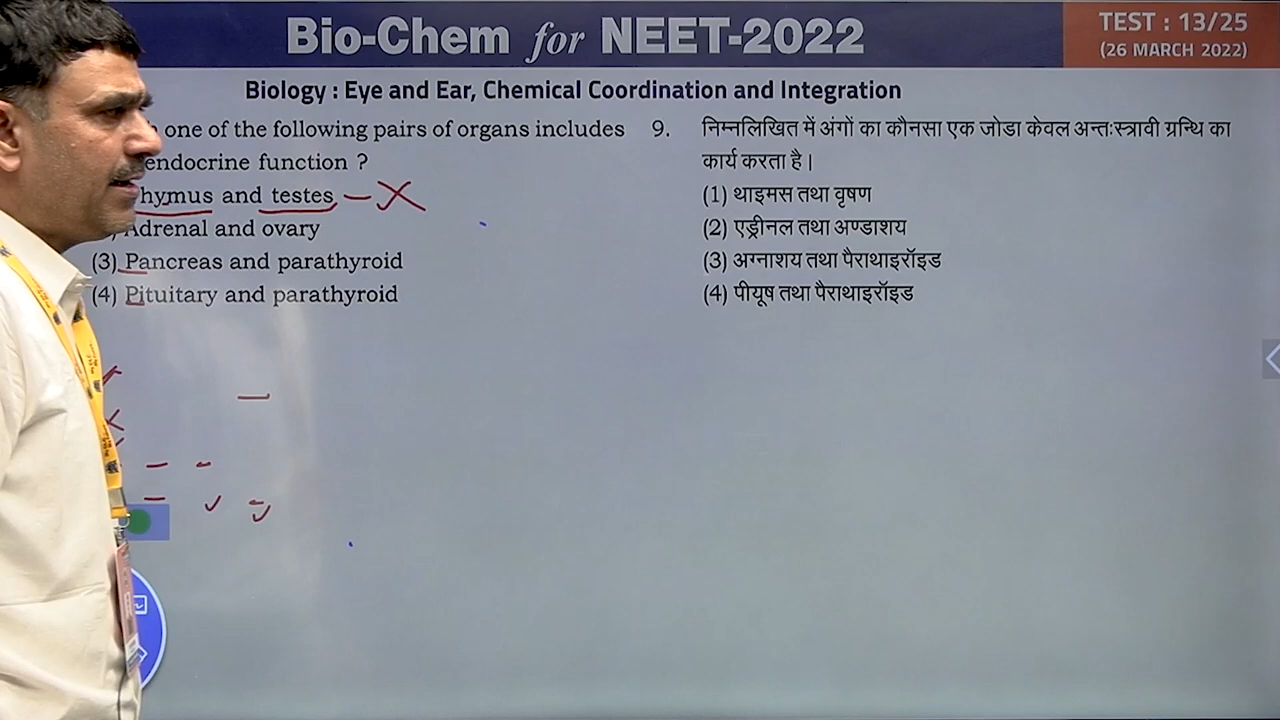 Bio-Chem for NEET-2022
TEST : 13/25
(26 MARCH 2022)
Biology : Eye and Ear, Chemical Coordination and Integration
one of the following pairs of organs includes
endocrine function ?
hymus and testes
Adrenal and ovary
(3) Pancreas and parathyroid
(4) Pituitary and parathyroid
9. निम्नलिखित में अंगों का कौनसा एक जोडा केवल अन्तःस्त्रावी ग्रन्थि का
कार्य करता है।
(1) थाइमस तथा वृषण
(2) एड्रीनल तथा अण्डाशय
(3) अग्नाशय तथा पैराथाइरॉइड
(4) पीयूष तथा पैराथाइरॉइड